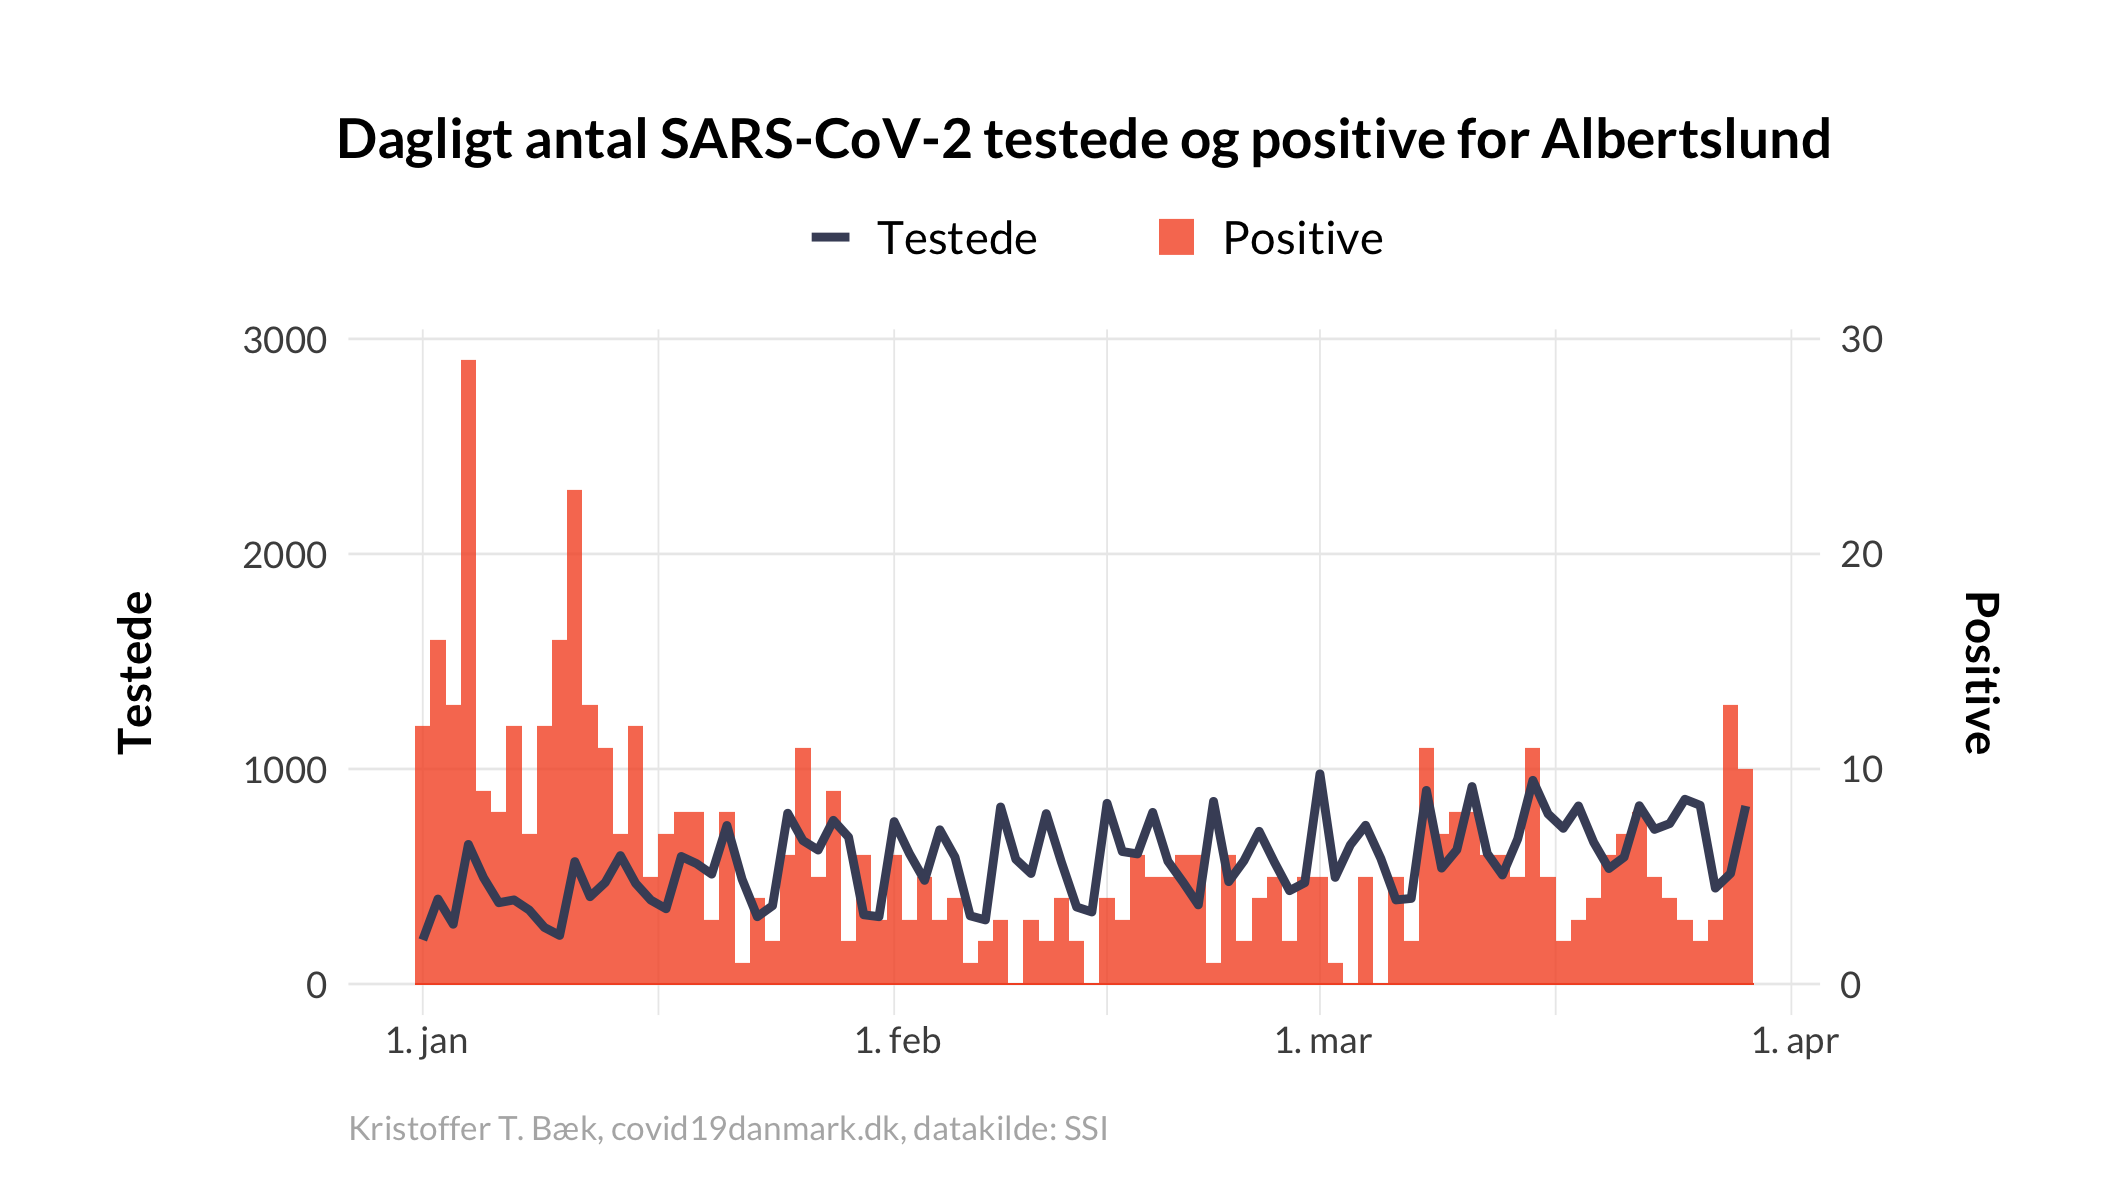 Dagligt antal SARS-CoV-2 testede og positive for Albertslund
Testede Positive
3000 30
2000 20
1000 10
0 0
Testede
Positive
1. jan 1. feb 1. mar 1. apr
Kristoffer T. Bæk, covid19danmark.dk, datakilde: SSI